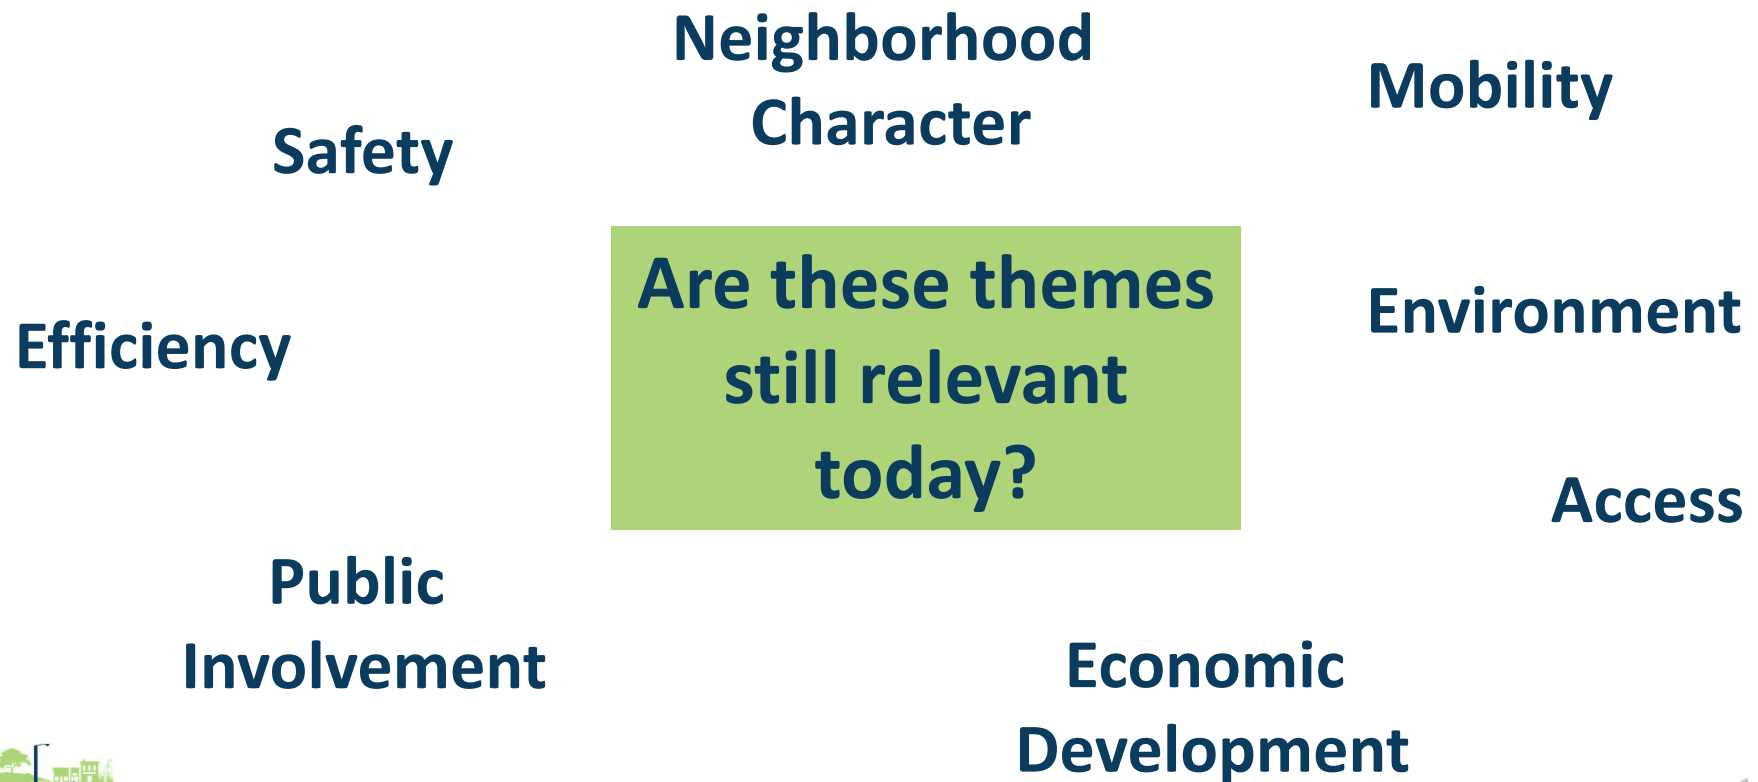 Neighborhood
Character
Mobility
Safety
Are these themes
still relevant
today?
Environment
Efficiency
Access
Public
Involvement
Economic
Development